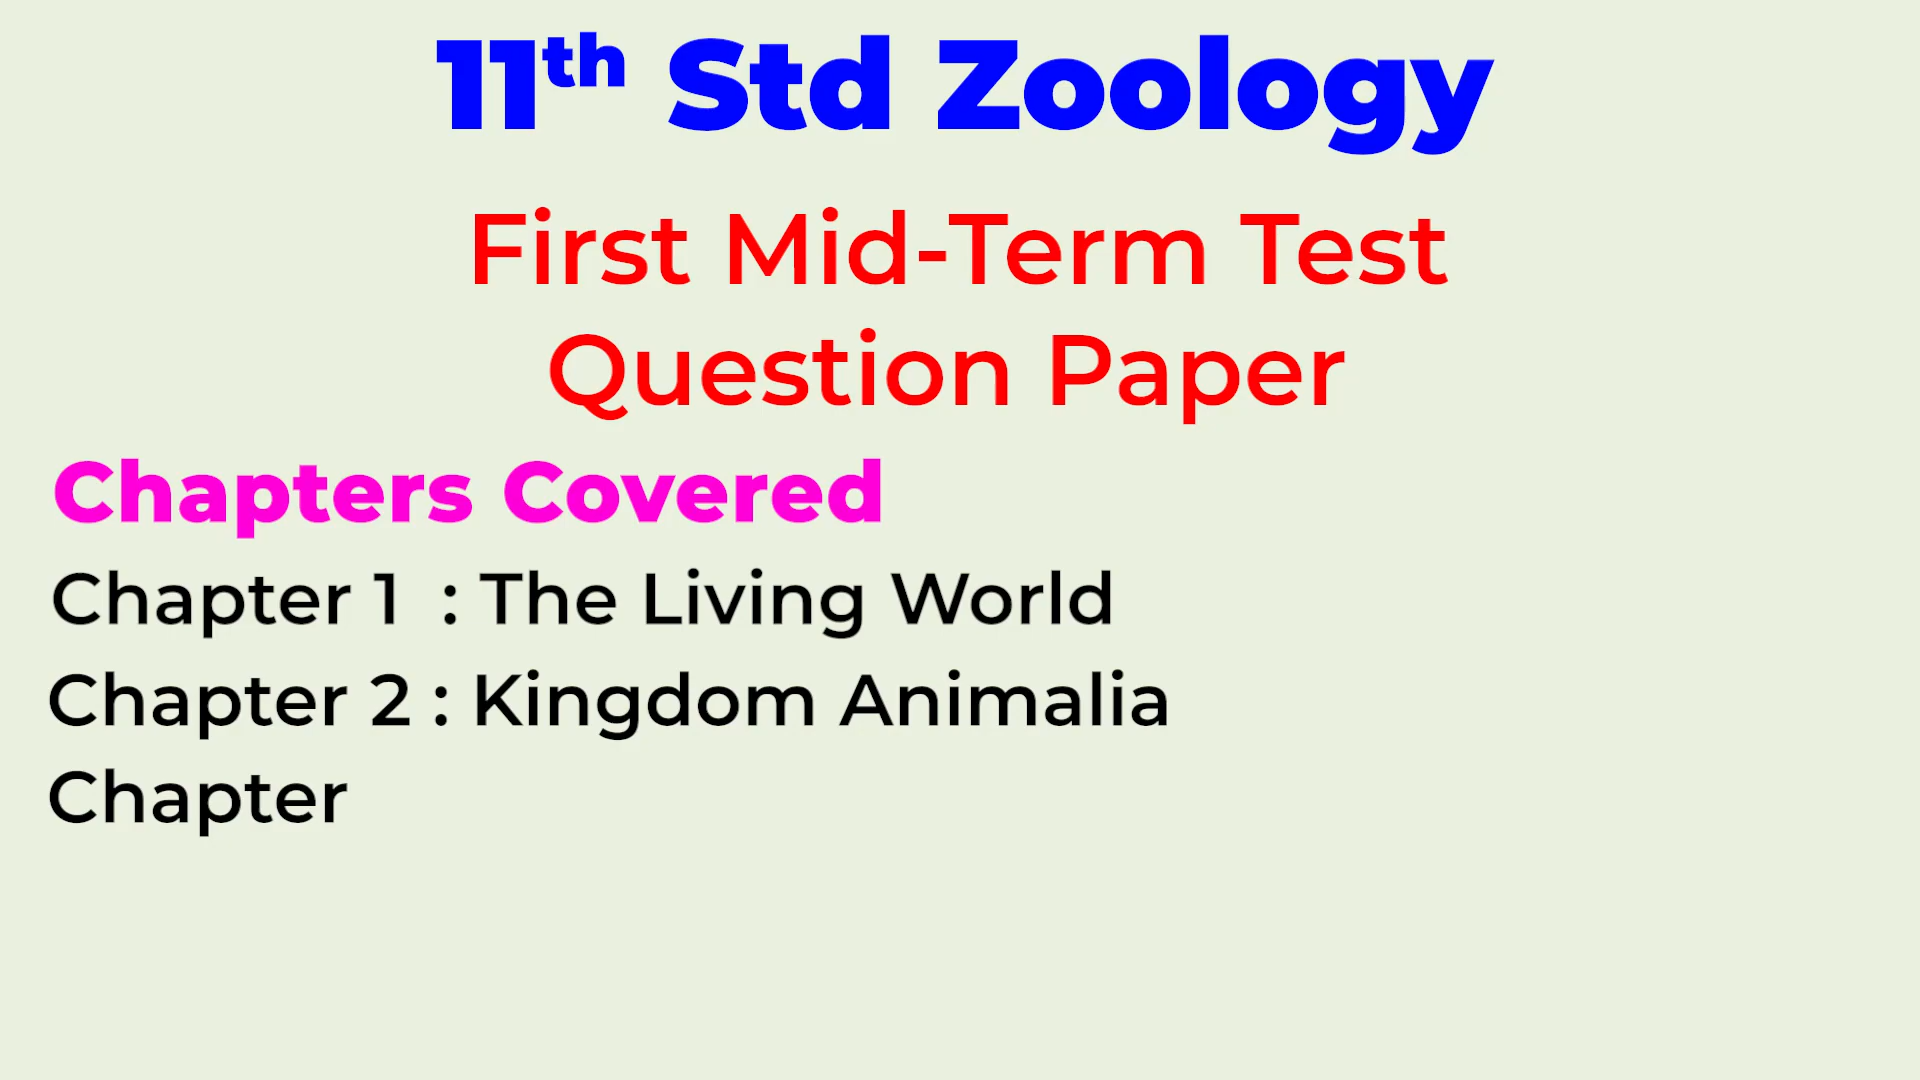 11th Std Zoology
First Mid-Term Test
Question Paper
Chapters Covered
Chapter 1 : The Living World
Chapter 2 : Kingdom Animalia
Chapter